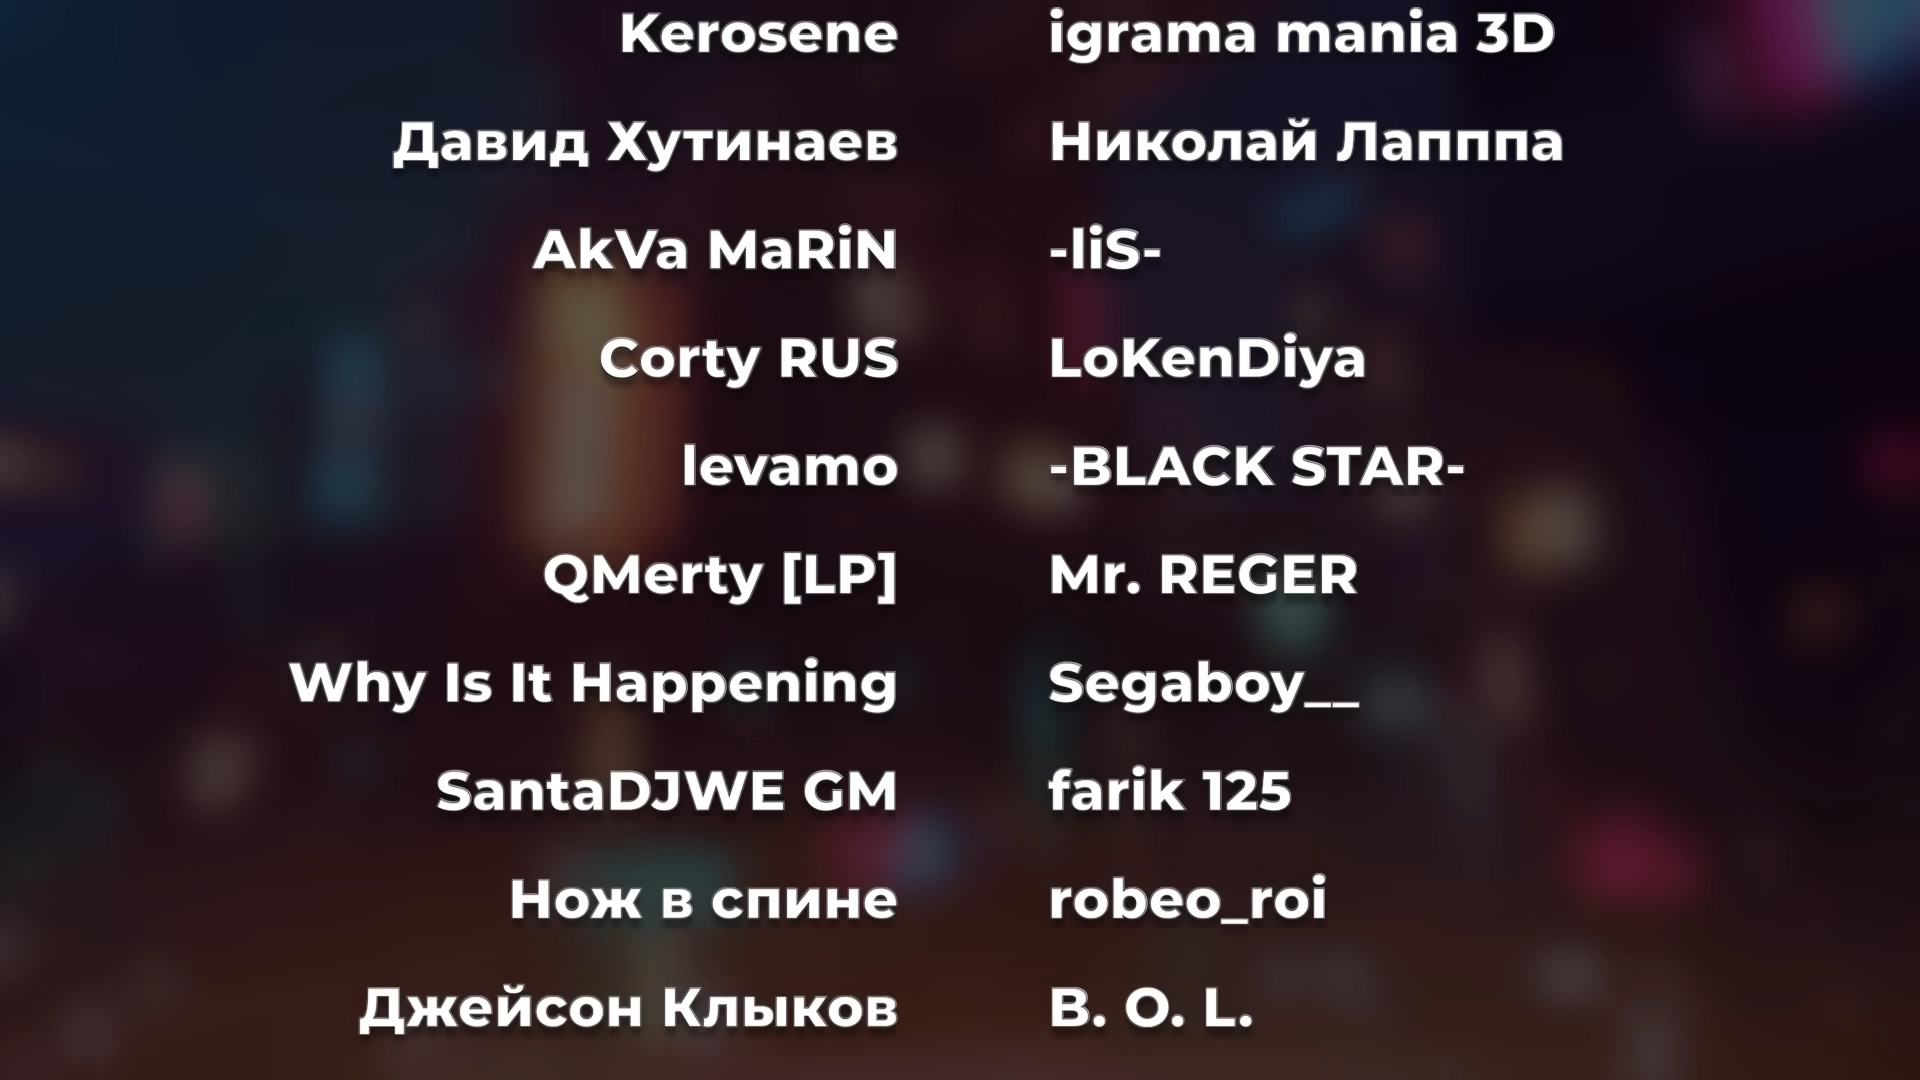 Kerosene igrama mania 3D
Давид Хутинаев Николай Лапппа
AkVa MaRiN -liS-
Corty RUS LoKenDiya
levamo -BLACK STAR-
QMerty [LP] Mr. REGER
Why Is It Happening Segaboy__
SantaDJWE GM farik 125
Нож в спине robeo_roi
Джейсон Клыков B. O. L.